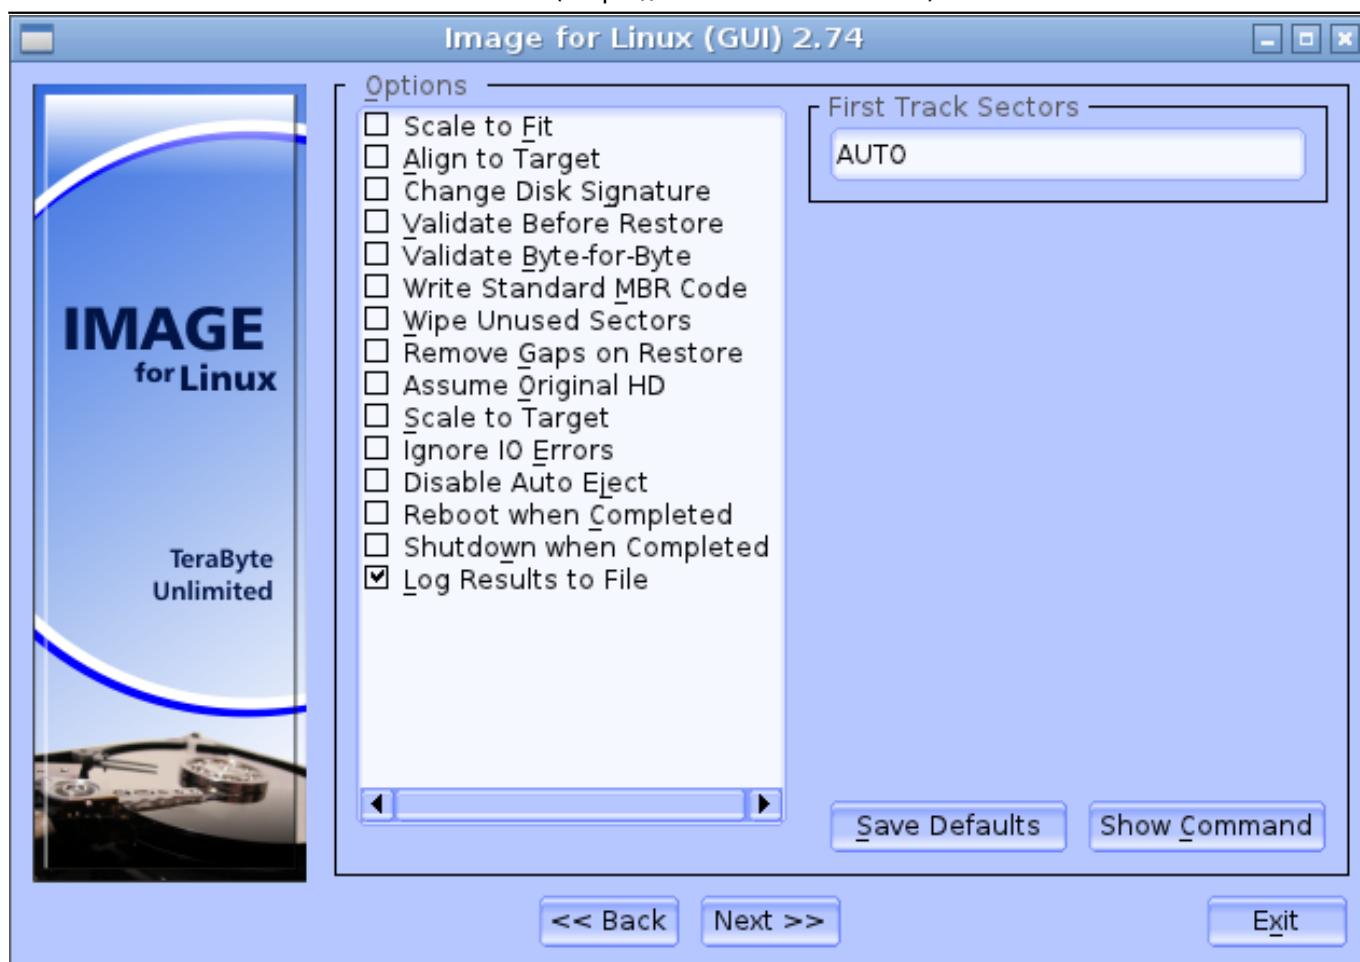 Image for Linux (GUI) 2.74
IMAGE
for Linux
TeraByte
Unlimited
Options
Scale to Fit
Align to Target
Change Disk Signature
Validate Before Restore
Validate Byte-for-Byte
Write Standard MBR Code
Wipe Unused Sectors
Remove Gaps on Restore
Assume Original HD
Scale to Target
Ignore IO Errors
Disable Auto Eject
Reboot when Completed
Shutdown when Completed
Log Results to File
First Track Sectors
AUTO
Save Defaults
Show Command
<< Back
Next >>
Exit